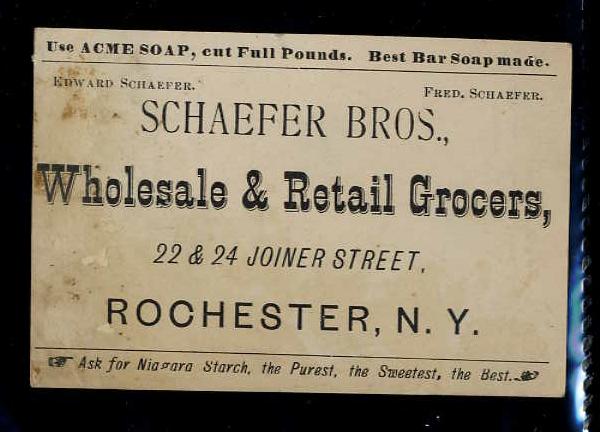 Use ACME SOAP, cut Full Pounds. Best Bar Soap made.
EDWARD SCHAEFER. FRED. SCHAEFER.
SCHAEFER BROS.,
Wholesale & Retail Grocers,
22 & 24 JOINER STREET,
ROCHESTER, N. Y.
☞ Ask for Niagara Starch, the Purest, the Sweetest, the Best. ☜